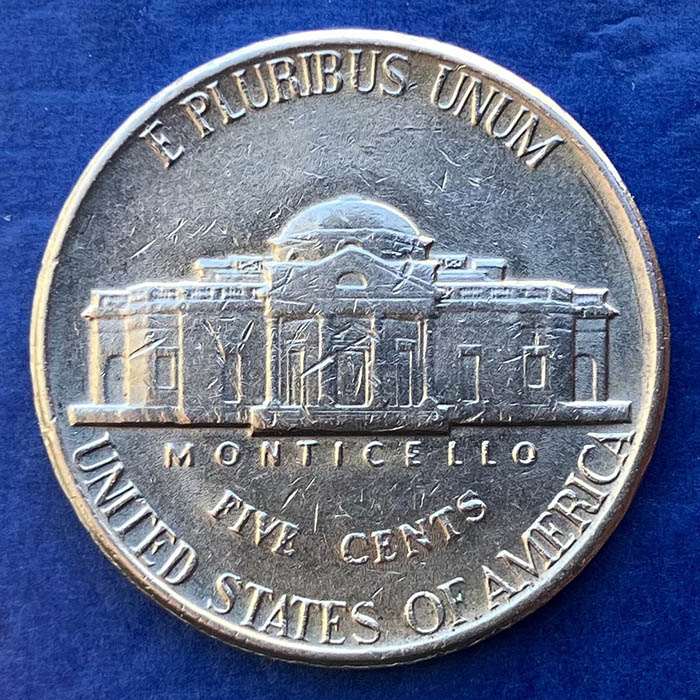 E PLURIBUS UNUM
MONTICELLO
FIVE CENTS
UNITED STATES OF AMERICA